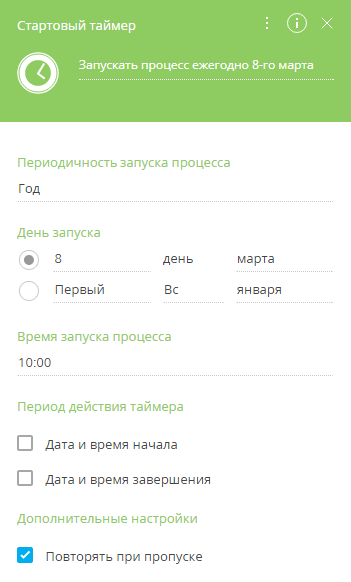 Стартовый таймер
Запускать процесс ежегодно 8-го марта
Периодичность запуска процесса
Год
День запуска
8 день марта
Первый Вс января
Время запуска процесса
10:00
Период действия таймера
Дата и время начала
Дата и время завершения
Дополнительные настройки
Повторять при пропуске